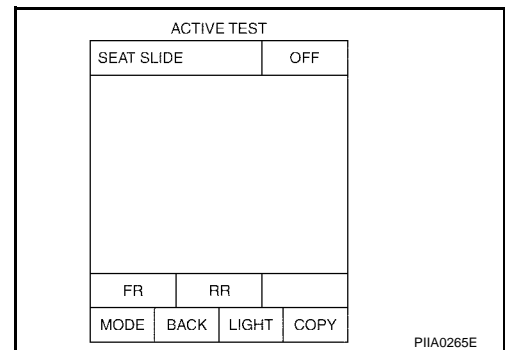 ACTIVE TEST
SEAT SLIDE OFF
FR RR
MODE BACK LIGHT COPY
PIIA0265E